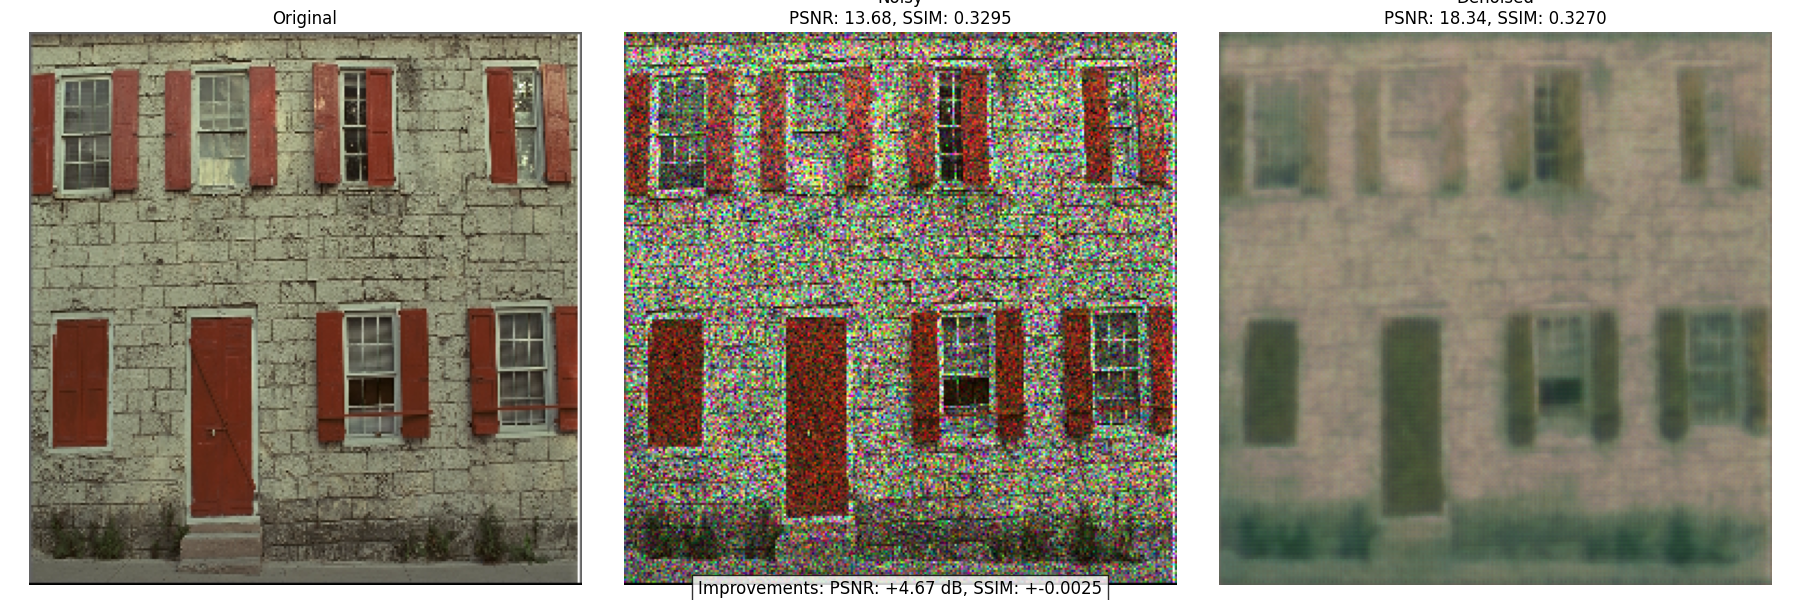 Original
Noisy
PSNR: 13.68, SSIM: 0.3295
Denoised
PSNR: 18.34, SSIM: 0.3270
Improvements: PSNR: +4.67 dB, SSIM: +-0.0025